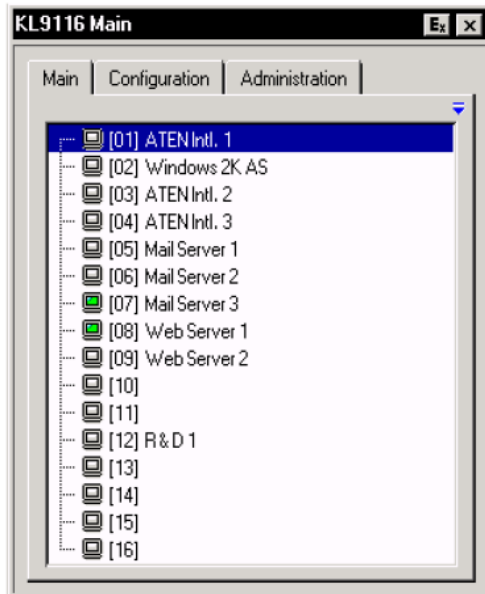 KL9116 Main
Ex ×
Main Configuration Administration
[01] ATEN Intl. 1
[02] Windows 2K AS
[03] ATEN Intl. 2
[04] ATEN Intl. 3
[05] Mail Server 1
[06] Mail Server 2
[07] Mail Server 3
[08] Web Server 1
[09] Web Server 2
[10]
[11]
[12] R & D 1
[13]
[14]
[15]
[16]